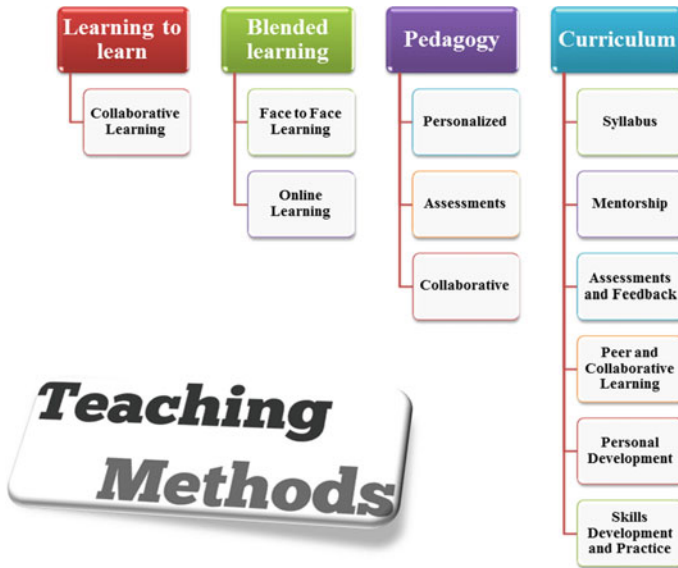 Learning to
learn
Collaborative
Learning
Blended
learning
Face to Face
Learning
Online
Learning
Pedagogy
Personalized
Assessments
Collaborative
Curriculum
Syllabus
Mentorship
Assessments
and Feedback
Peer and
Collaborative
Learning
Personal
Development
Skills
Development
and Practice
Teaching
Methods